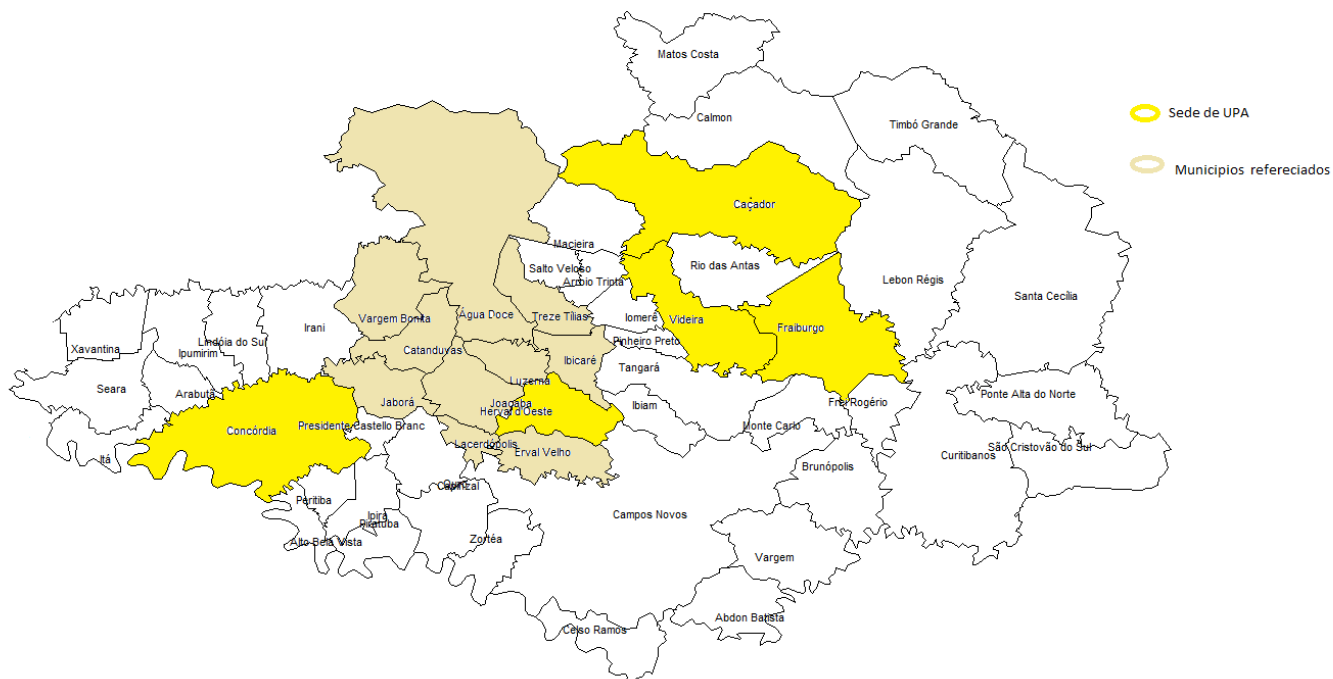 Matos Costa
Calmon
Timbó Grande
Sede de UPA
Municipios refereciados
Caçador
Macieira
Salto Veloso
Rio das Antas
Arroio Trinta
Lebon Régis
Santa Cecília
Vargem Bonita
Água Doce
Treze Tílias
Iomerê
Videira
Fraiburgo
Irani
Lindóia do Sul
Xavantina
Ipumirim
Catanduvas
Ibicaré
Pinheiro Preto
Tangará
Seara
Arabutã
Luzerna
Jaborá
Joaçaba
Herval d'Oeste
Ibiam
Frei Rogério
Ponte Alta do Norte
Concórdia
Presidente Castello Branc
Monte Carlo
Lacerdópolis
Erval Velho
São Cristovão do Sul
Curitibanos
Itá
Brunópolis
Capinzal
Peritiba
Ipira
Piratuba
Campos Novos
Alto Bela Vista
Zortéa
Vargem
Abdon Batista
Celso Ramos